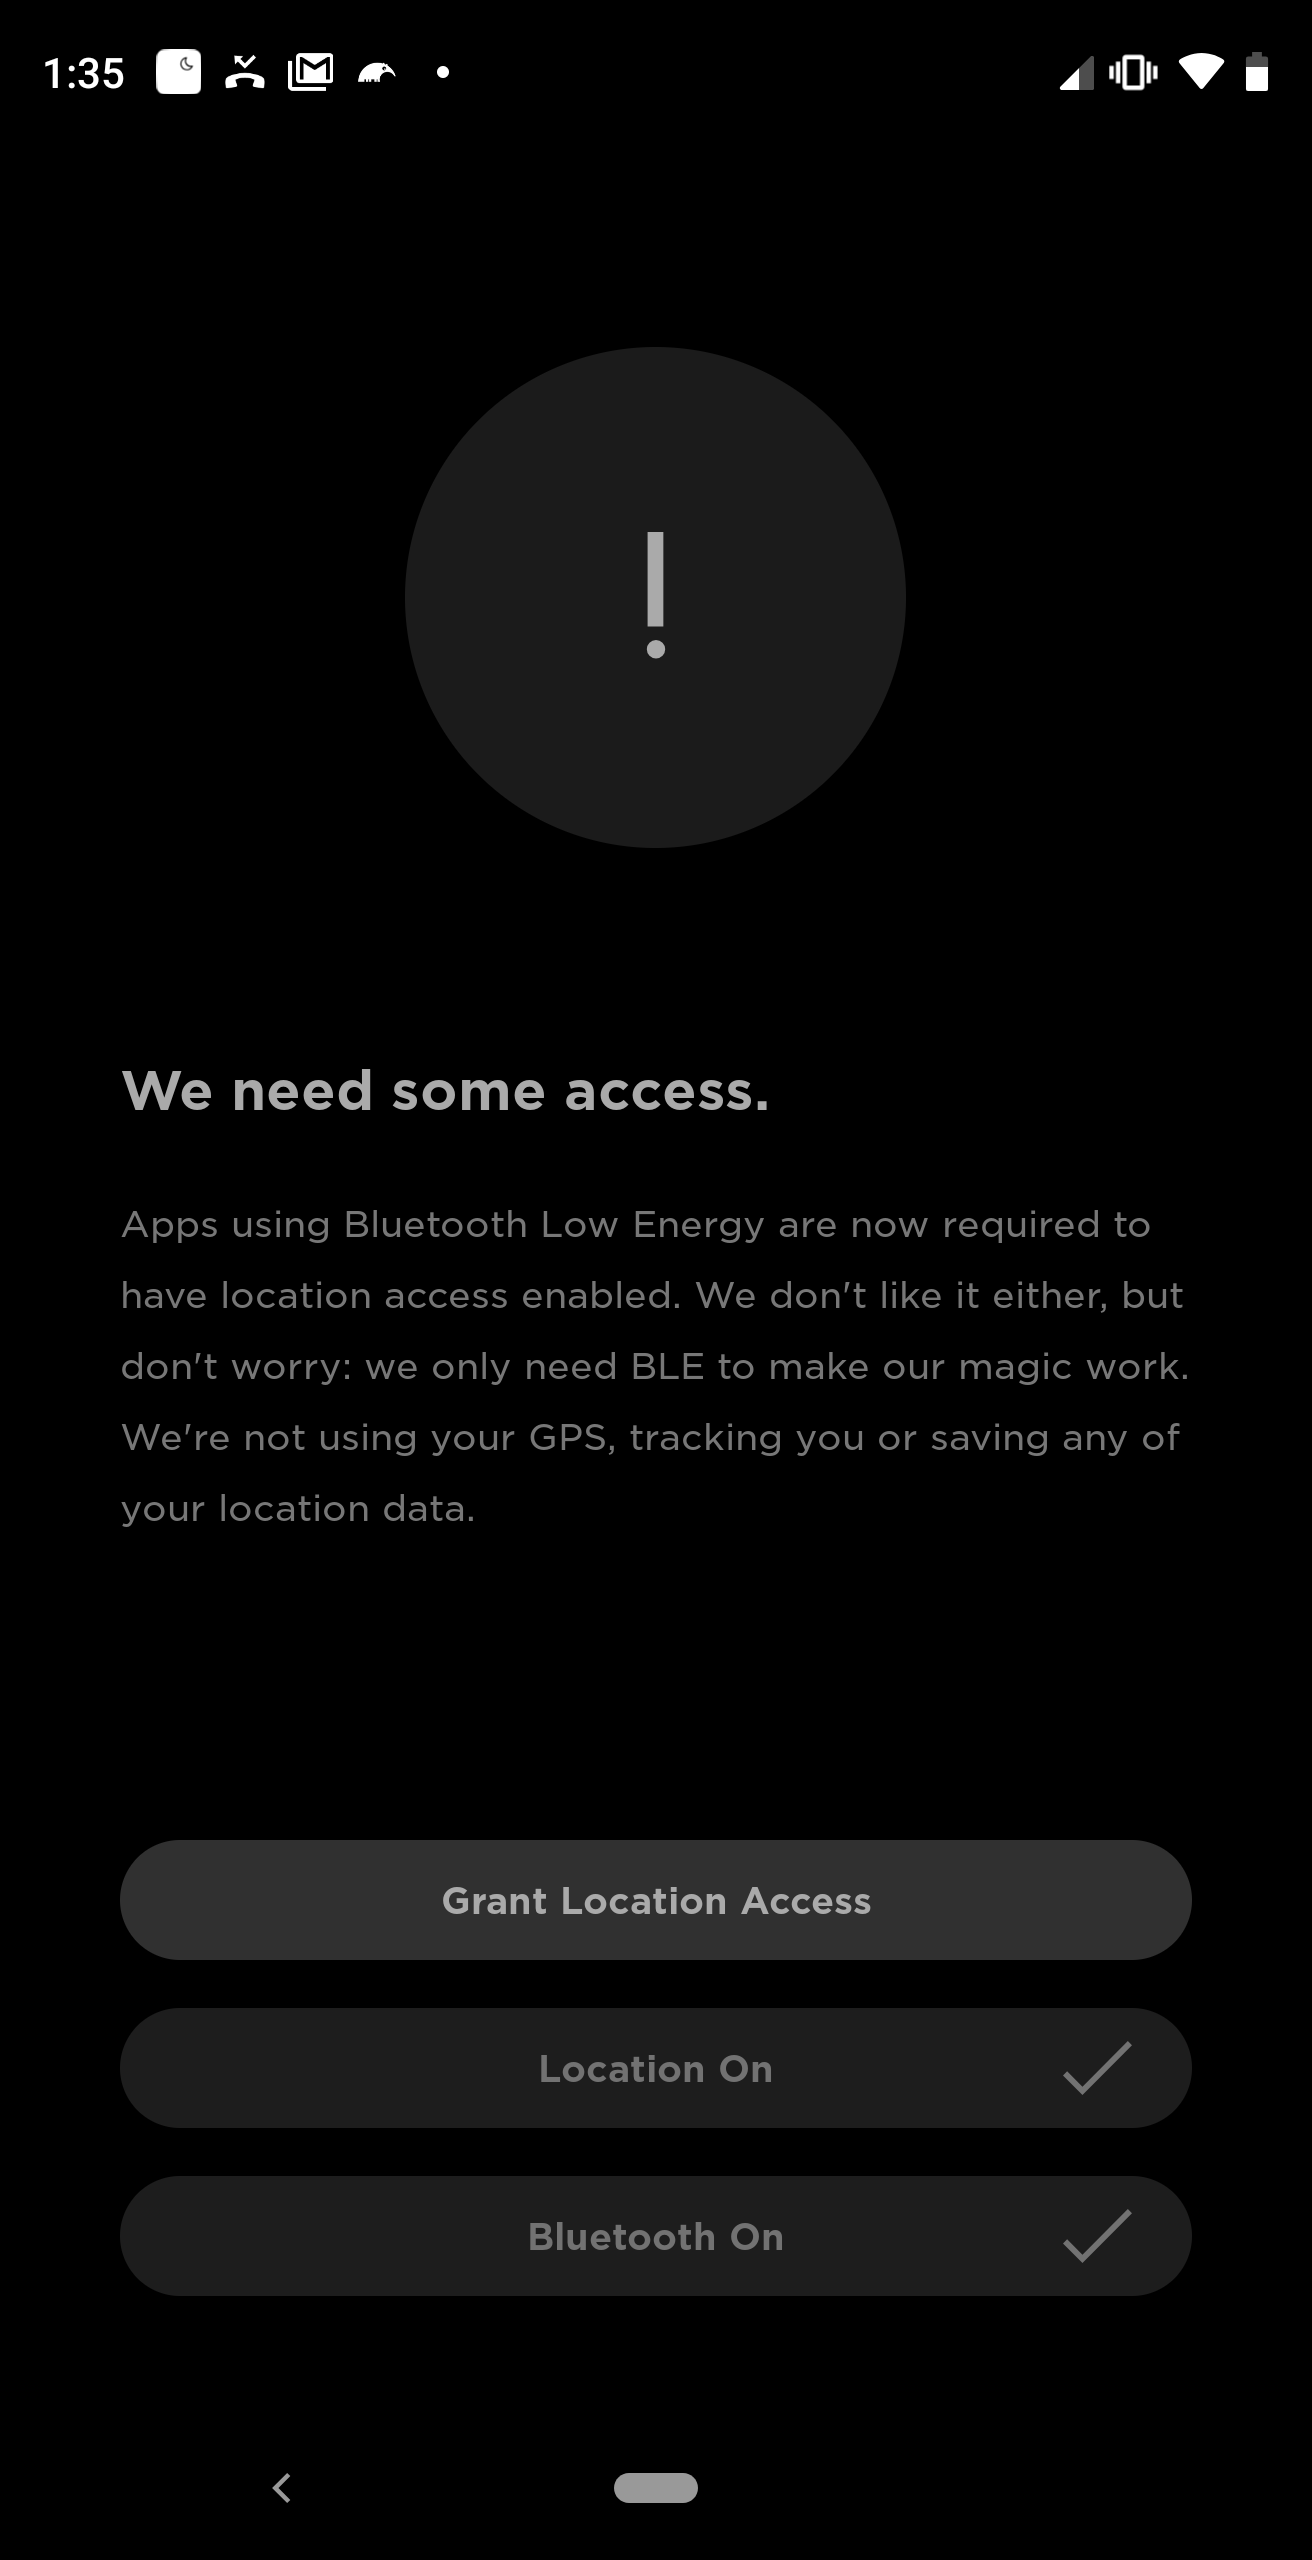 1:35
We need some access.
Apps using Bluetooth Low Energy are now required to
have location access enabled. We don't like it either, but
don't worry: we only need BLE to make our magic work.
We're not using your GPS, tracking you or saving any of
your location data.
Grant Location Access
Location On
Bluetooth On